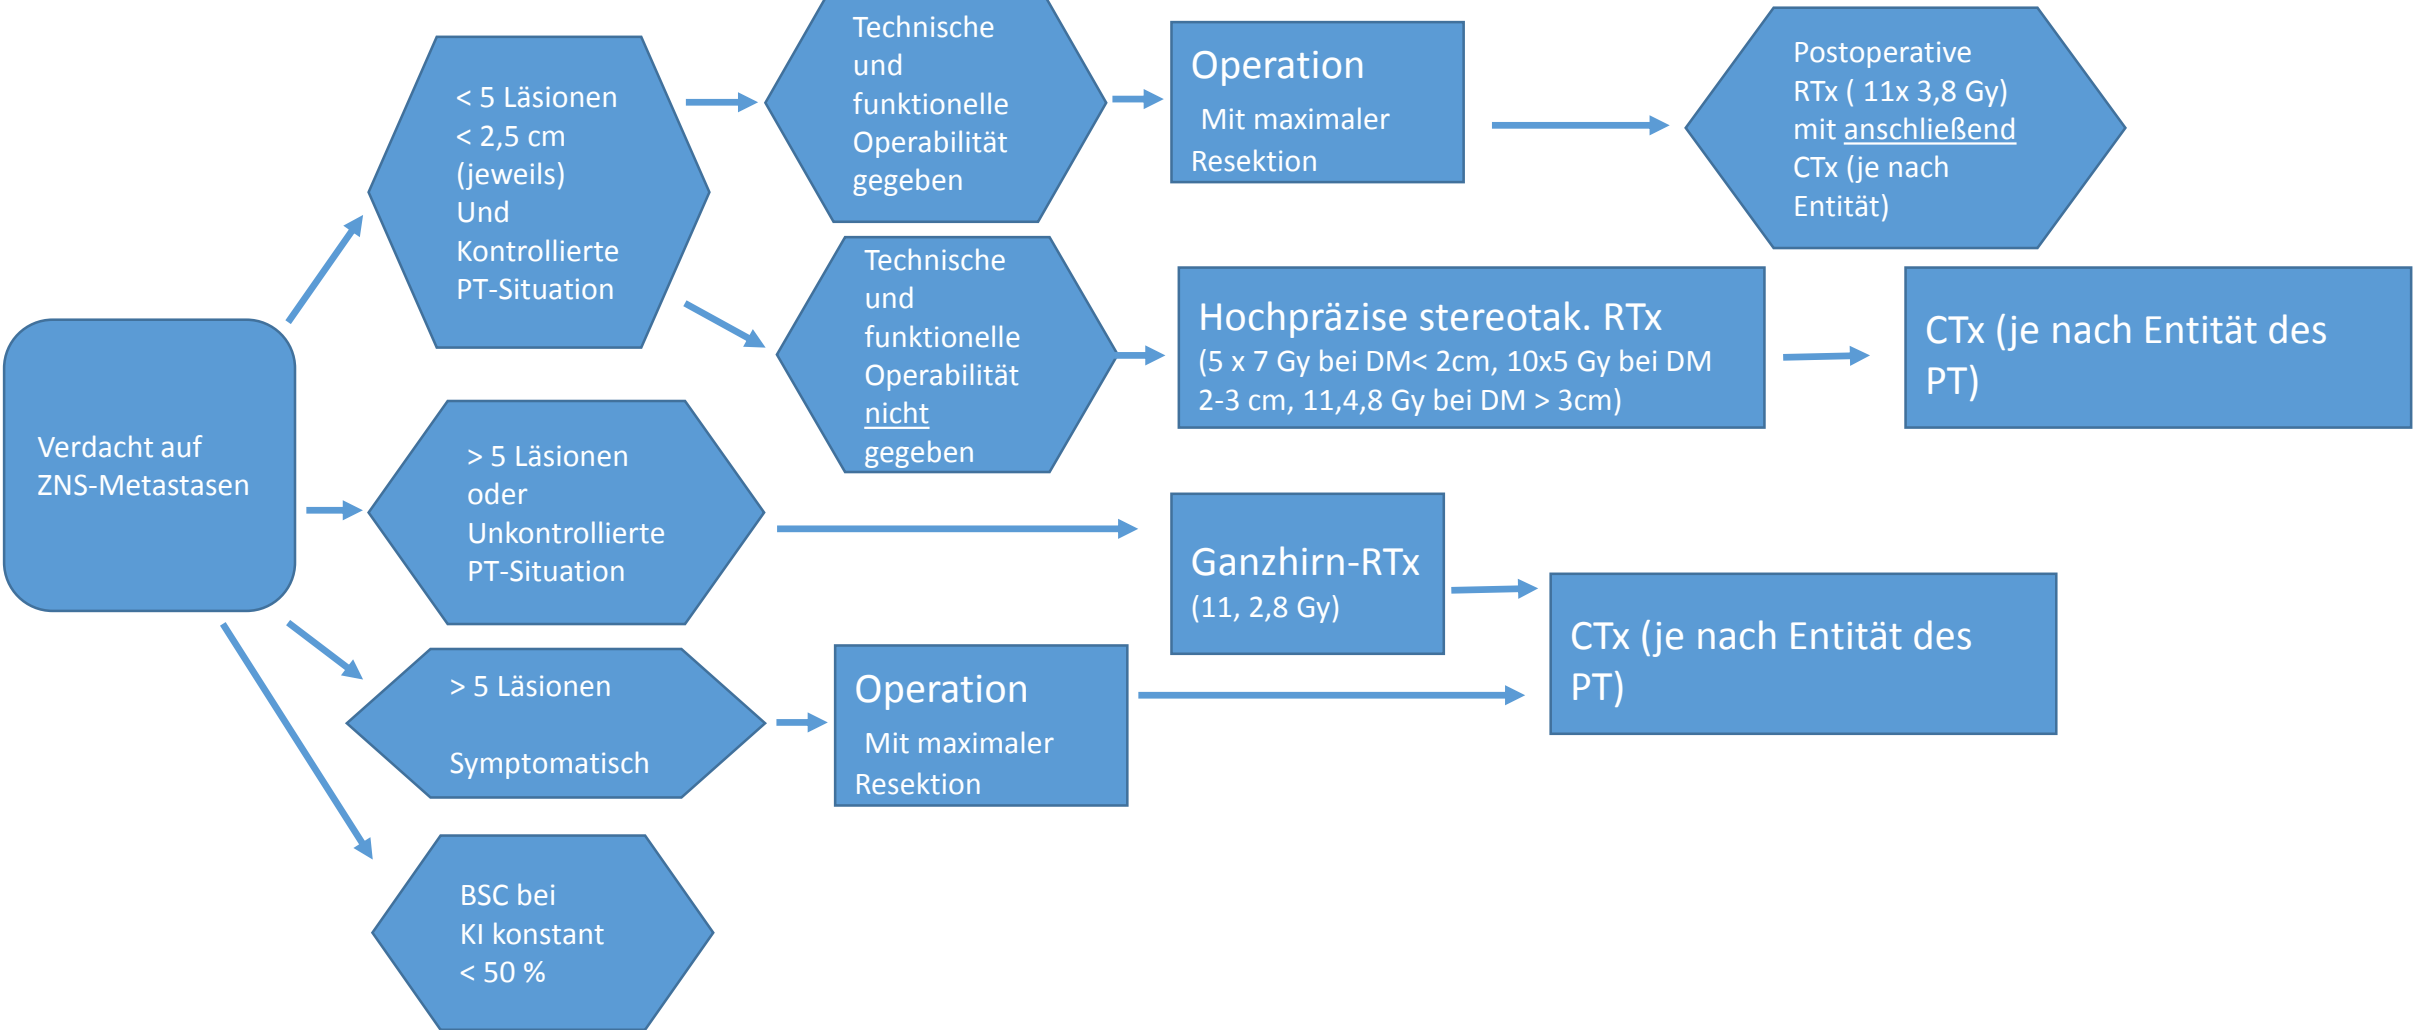 Verdacht auf
ZNS-Metastasen
< 5 Läsionen
< 2,5 cm
(jeweils)
Und
Kontrollierte
PT-Situation
Technische
und
funktionelle
Operabilität
gegeben
Operation
Mit maximaler
Resektion
Postoperative
RTx ( 11x 3,8 Gy)
mit anschließend
CTx (je nach
Entität)
Technische
und
funktionelle
Operabilität
nicht
gegeben
Hochpräzise stereotak. RTx
(5 x 7 Gy bei DM< 2cm, 10x5 Gy bei DM
2-3 cm, 11,4,8 Gy bei DM > 3cm)
CTx (je nach Entität des
PT)
> 5 Läsionen
oder
Unkontrollierte
PT-Situation
Ganzhirn-RTx
(11, 2,8 Gy)
CTx (je nach Entität des
PT)
> 5 Läsionen
Symptomatisch
Operation
Mit maximaler
Resektion
BSC bei
KI konstant
< 50 %